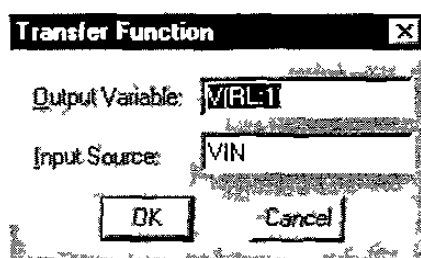 Transfer Function
Output Variable: V(RL:1)
Input Source: VIN
OK Cancel